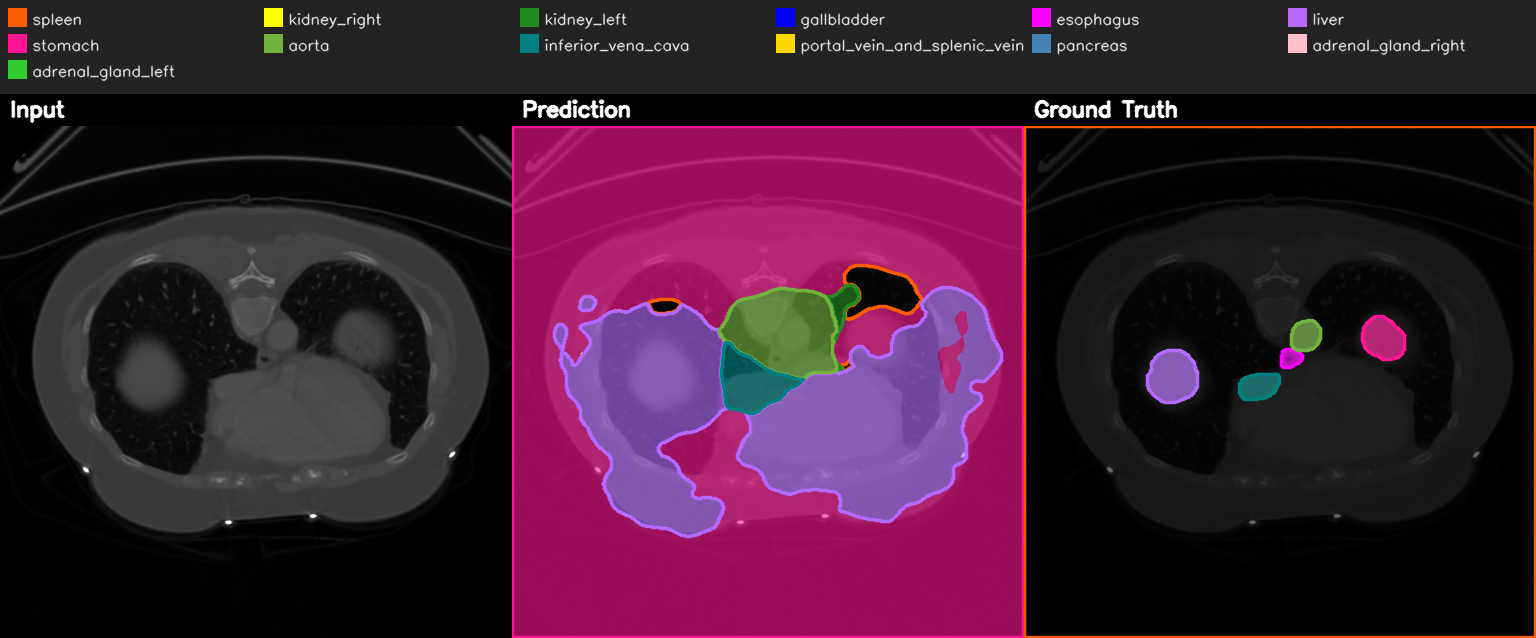 spleen kidney_right kidney_left gallbladder esophagus liver
stomach aorta inferior_vena_cava portal_vein_and_splenic_vein pancreas adrenal_gland_right
adrenal_gland_left
Input Prediction Ground Truth